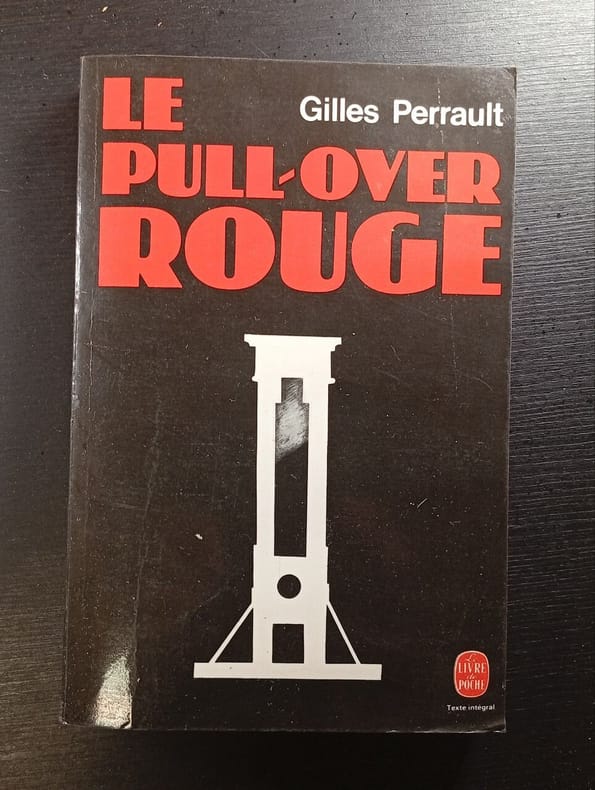 LE
Gilles Perrault
PULL-OVER
ROUGE
Le
LIVRE
de
POCHE
Texte intégral